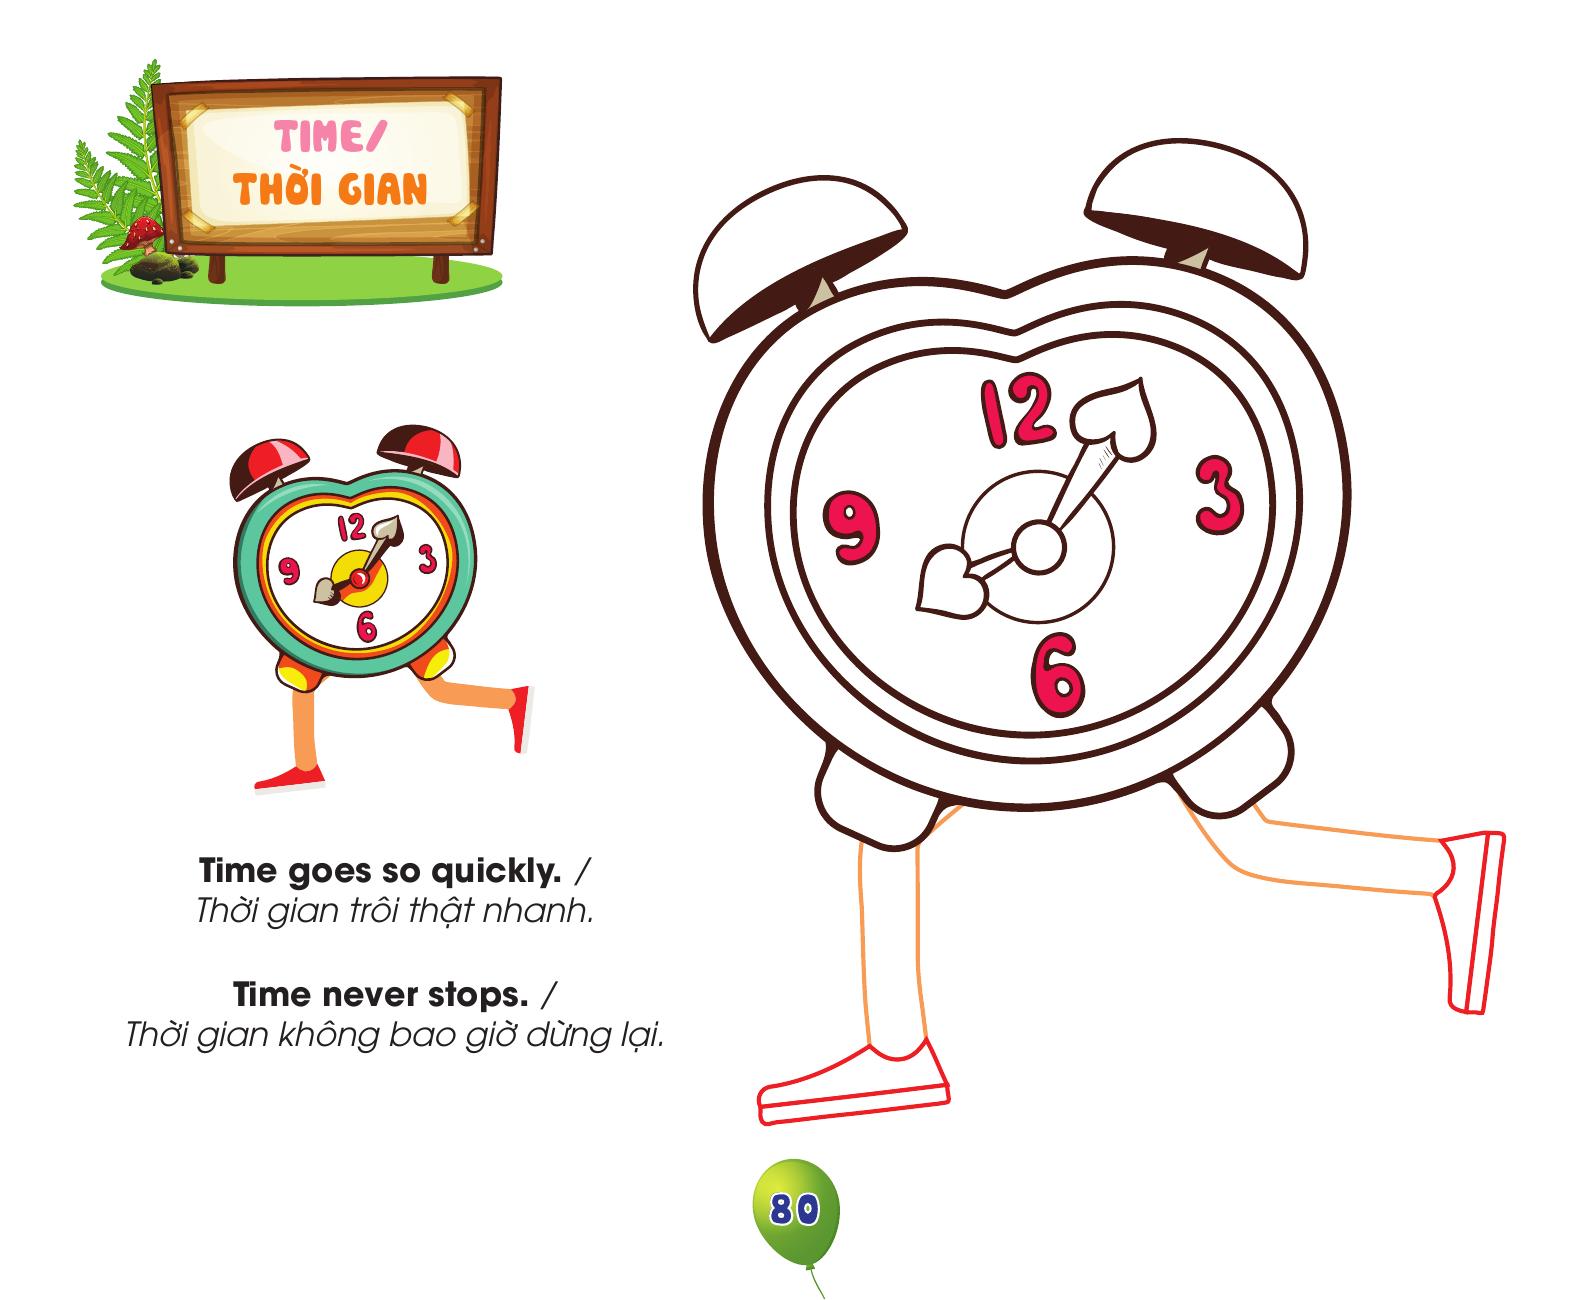 TIME/
THỜI GIAN
12
3
9
6
12
9
3
6
Time goes so quickly. /
Thời gian trôi thật nhanh.
Time never stops. /
Thời gian không bao giờ dừng lại.
80